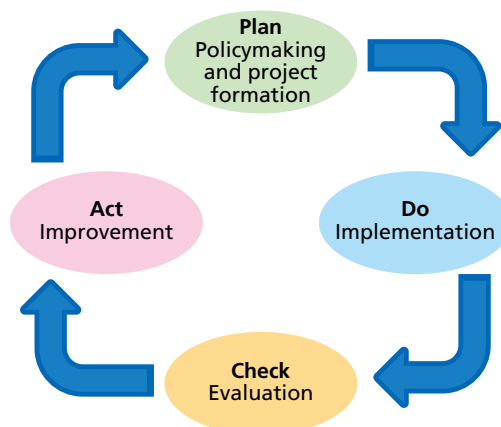 Plan
Policymaking
and project
formation
Act
Improvement
Do
Implementation
Check
Evaluation